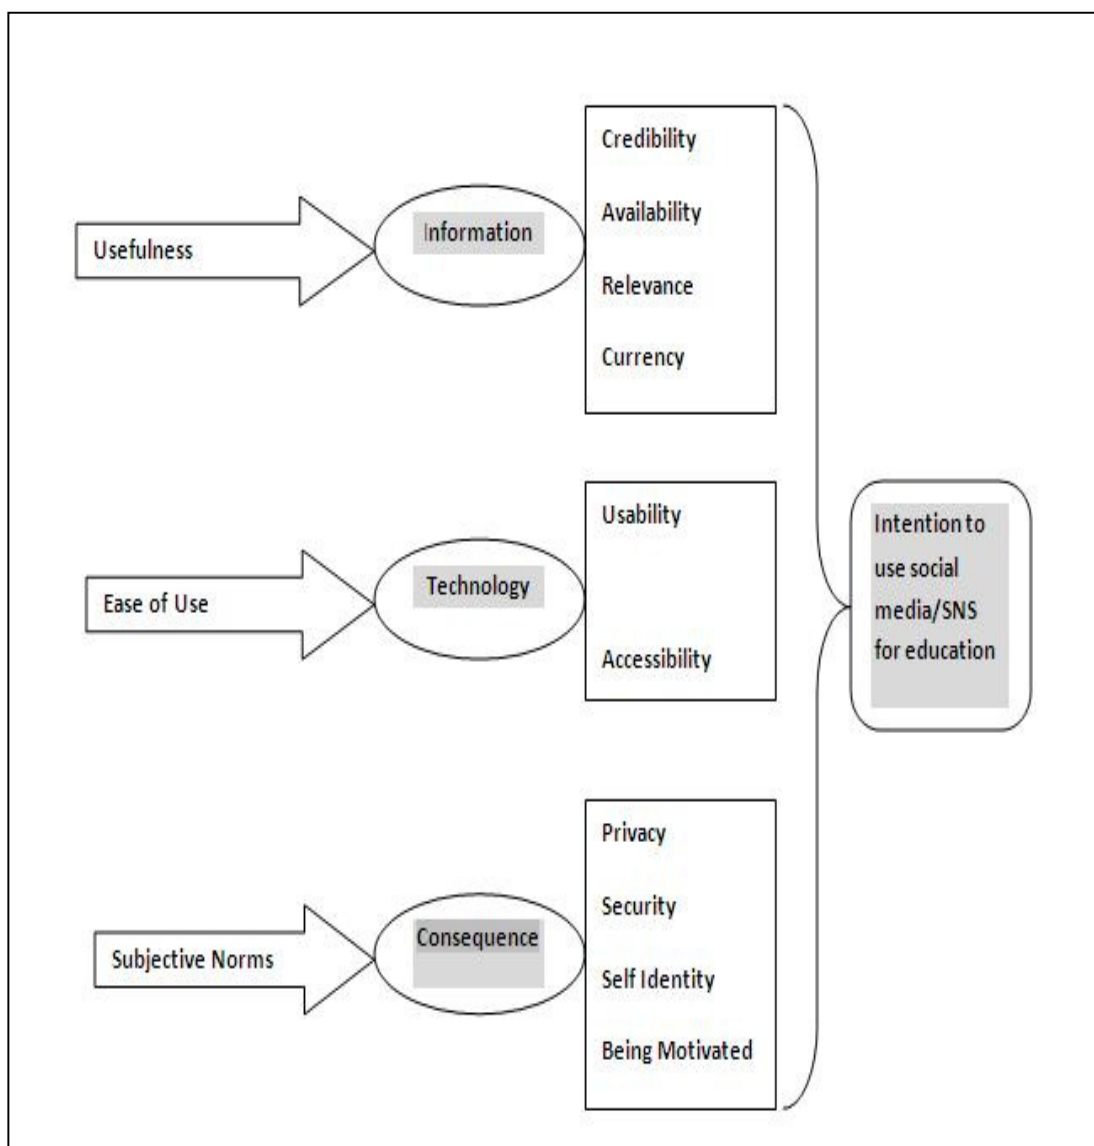 Usefulness
Information
Credibility
Availability
Relevance
Currency
Ease of Use
Technology
Usability
Accessibility
Subjective Norms
Consequence
Privacy
Security
Self Identity
Being Motivated
Intention to
use social
media/SNS
for education